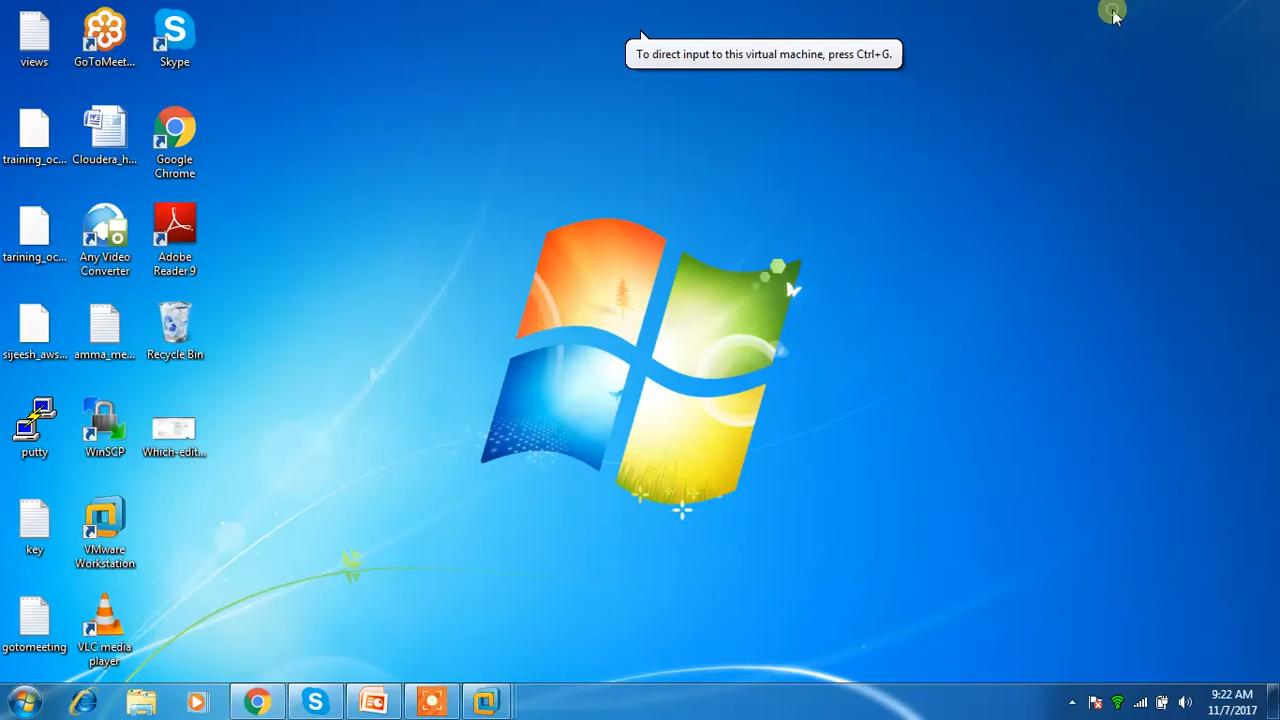 views
GoToMeet...
Skype
To direct input to this virtual machine, press Ctrl+G.
training_oc...
Cloudera_h...
Google
Chrome
tarining_oc...
Any Video
Converter
Adobe
Reader 9
sijeesh_aws...
amma_me...
Recycle Bin
putty
WinSCP
Which-edit...
key
VMware
Workstation
gotomeeting
VLC media
player
9:22 AM
11/7/2017